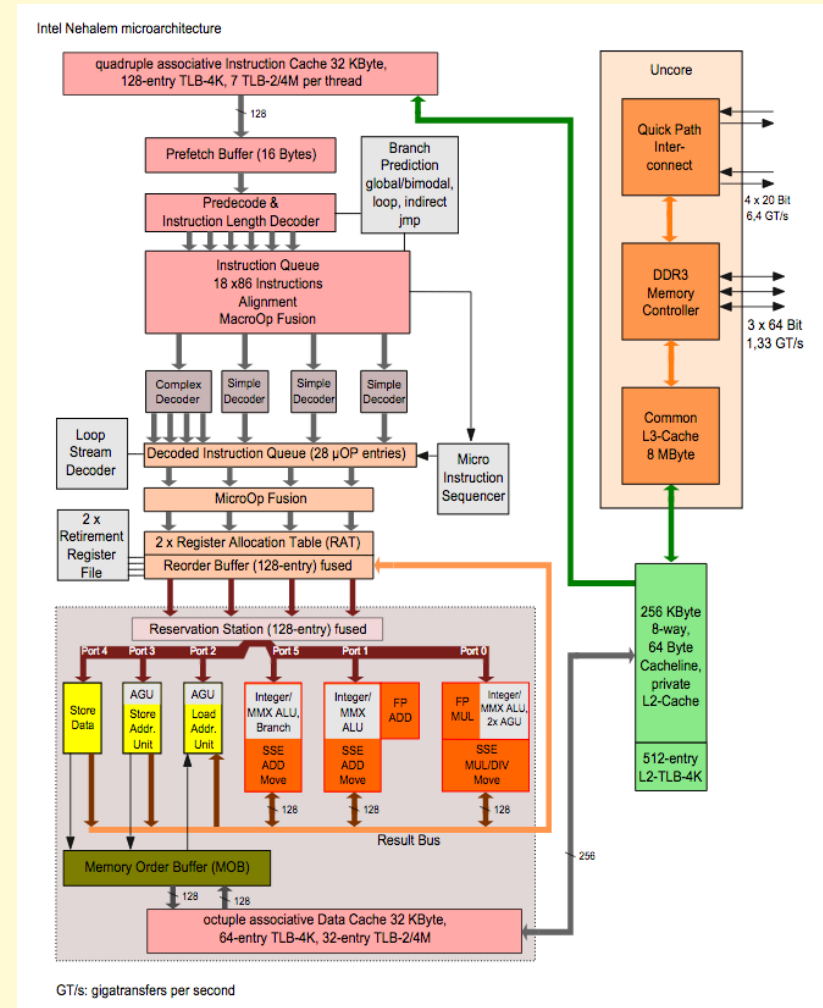 Intel Nehalem microarchitecture
quadruple associative Instruction Cache 32 KByte,
128-entry TLB-4K, 7 TLB-2/4M per thread
128
Prefetch Buffer (16 Bytes)
Predecode &
Instruction Length Decoder
Branch
Prediction
global/bimodal,
loop, indirect
jmp
Instruction Queue
18 x86 Instructions
Alignment
MacroOp Fusion
Complex
Decoder
Simple
Decoder
Simple
Decoder
Simple
Decoder
Loop
Stream
Decoder
Decoded Instruction Queue (28 µOP entries)
Micro
Instruction
Sequencer
MicroOp Fusion
2 x
Retirement
Register
File
2 x Register Allocation Table (RAT)
Reorder Buffer (128-entry) fused
Reservation Station (128-entry) fused
Port 4
Port 3
Port 2
Port 5
Port 1
Port 0
Store
Data
AGU
Store
Addr.
Unit
AGU
Load
Addr.
Unit
Integer/
MMX ALU,
Branch
SSE
ADD
Move
Integer/
MMX
ALU
FP
ADD
SSE
ADD
Move
FP
MUL
Integer/
MMX ALU,
2x AGU
SSE
MUL/DIV
Move
128
128
128
Result Bus
Memory Order Buffer (MOB)
128
128
octuple associative Data Cache 32 KByte,
64-entry TLB-4K, 32-entry TLB-2/4M
256
Uncore
Quick Path
Inter-
connect
4 x 20 Bit
6,4 GT/s
DDR3
Memory
Controller
3 x 64 Bit
1,33 GT/s
Common
L3-Cache
8 MByte
256 KByte
8-way,
64 Byte
Cacheline,
private
L2-Cache
512-entry
L2-TLB-4K
GT/s: gigatransfers per second